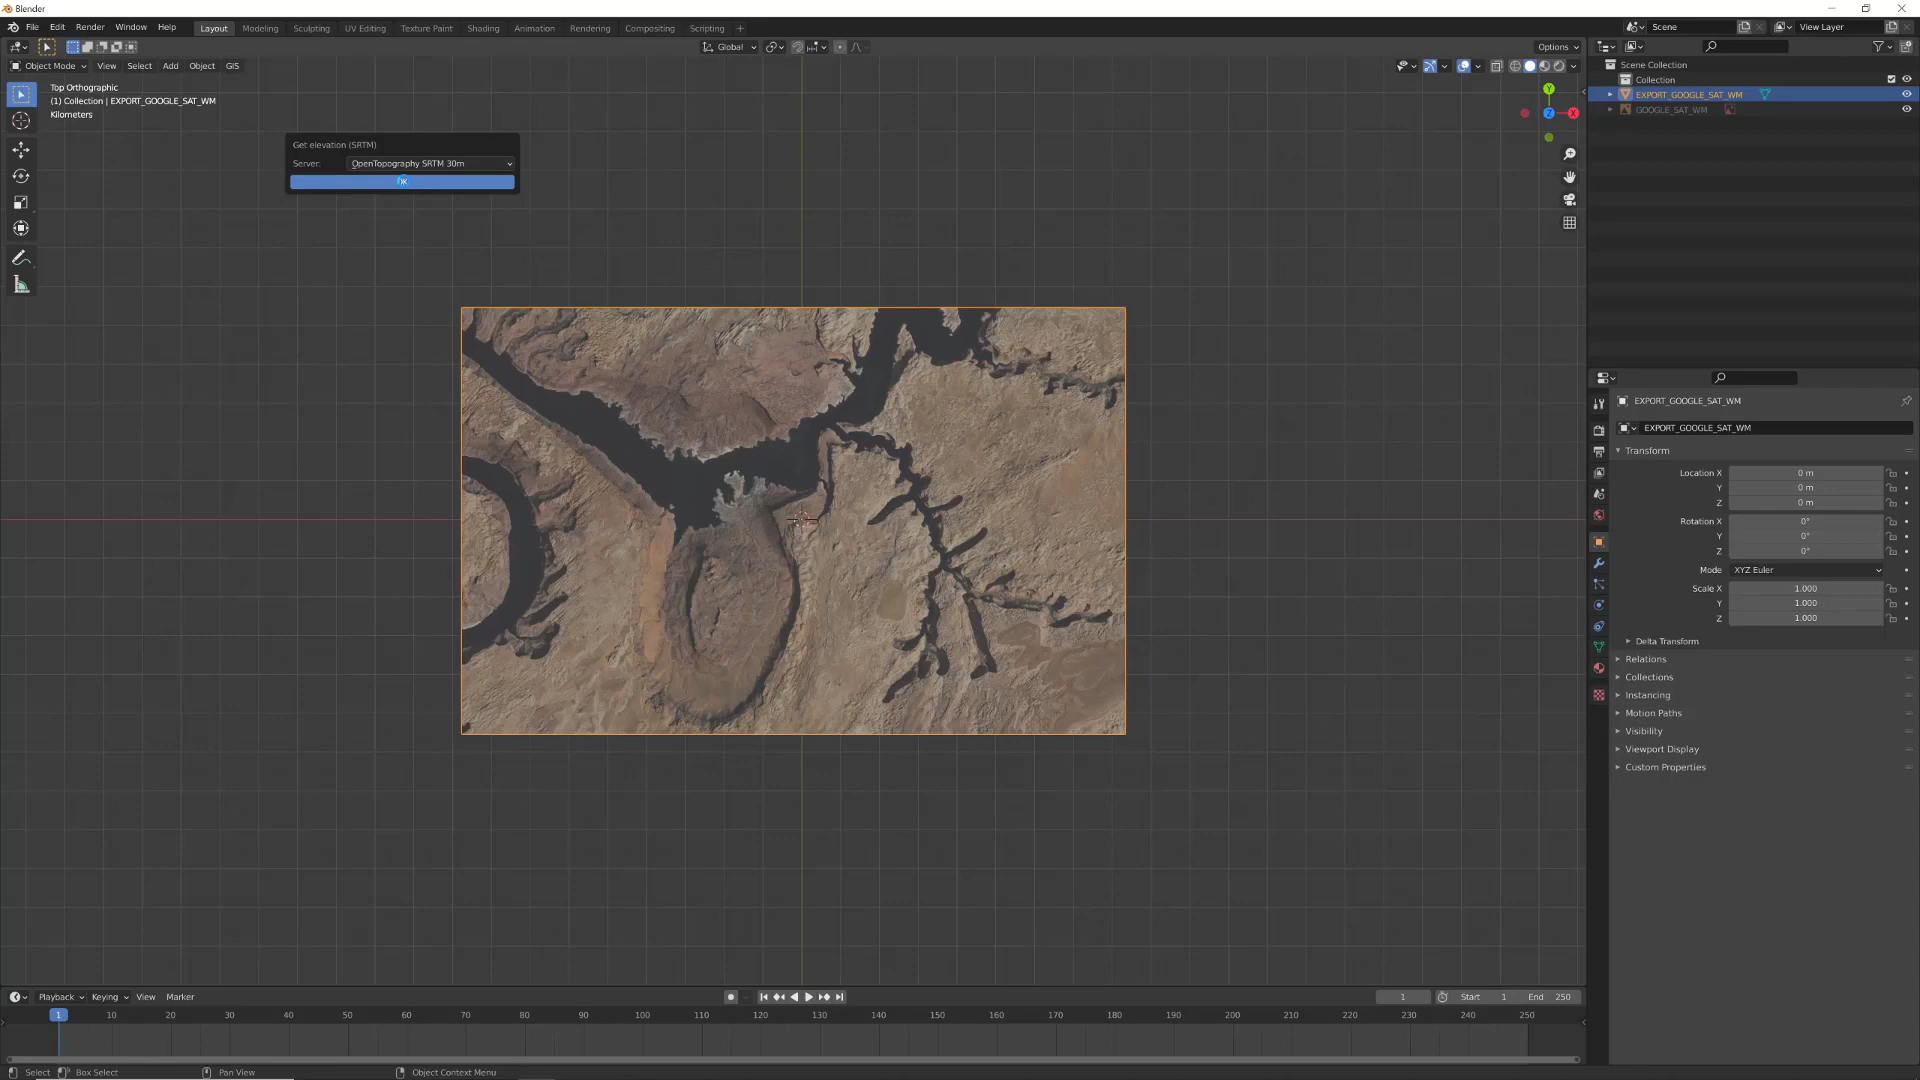 Blender
File Edit Render Window Help
Layout Modeling Sculpting UV Editing Texture Paint Shading Animation Rendering Compositing Scripting +
Scene
View Layer
Global
Options
Object Mode View Select Add Object GIS
Top Orthographic
(1) Collection | EXPORT_GOOGLE_SAT_WM
Kilometers
Get elevation (SRTM)
Server: OpenTopography SRTM 30m
Y
Z
X
Scene Collection
Collection
EXPORT_GOOGLE_SAT_WM
GOOGLE_SAT_WM
EXPORT_GOOGLE_SAT_WM
EXPORT_GOOGLE_SAT_WM
Transform
Location X 0 m
Y 0 m
Z 0 m
Rotation X 0°
Y 0°
Z 0°
Mode XYZ Euler
Scale X 1.000
Y 1.000
Z 1.000
Delta Transform
Relations
Collections
Instancing
Motion Paths
Visibility
Viewport Display
Custom Properties
Playback Keying View Marker
1 Start 1 End 250
1 10 20 30 40 50 60 70 80 90 100 110 120 130 140 150 160 170 180 190 200 210 220 230 240 250
Select Box Select Pan View Object Context Menu